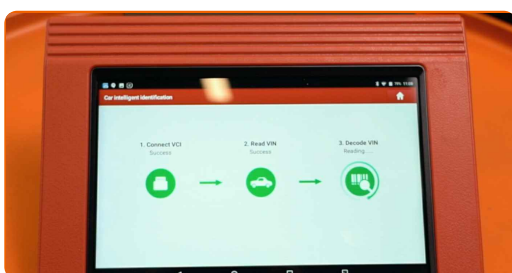 Car intelligent identification
1. Connect VCI
Success
2. Read VIN
Success
3. Decode VIN
Reading.....